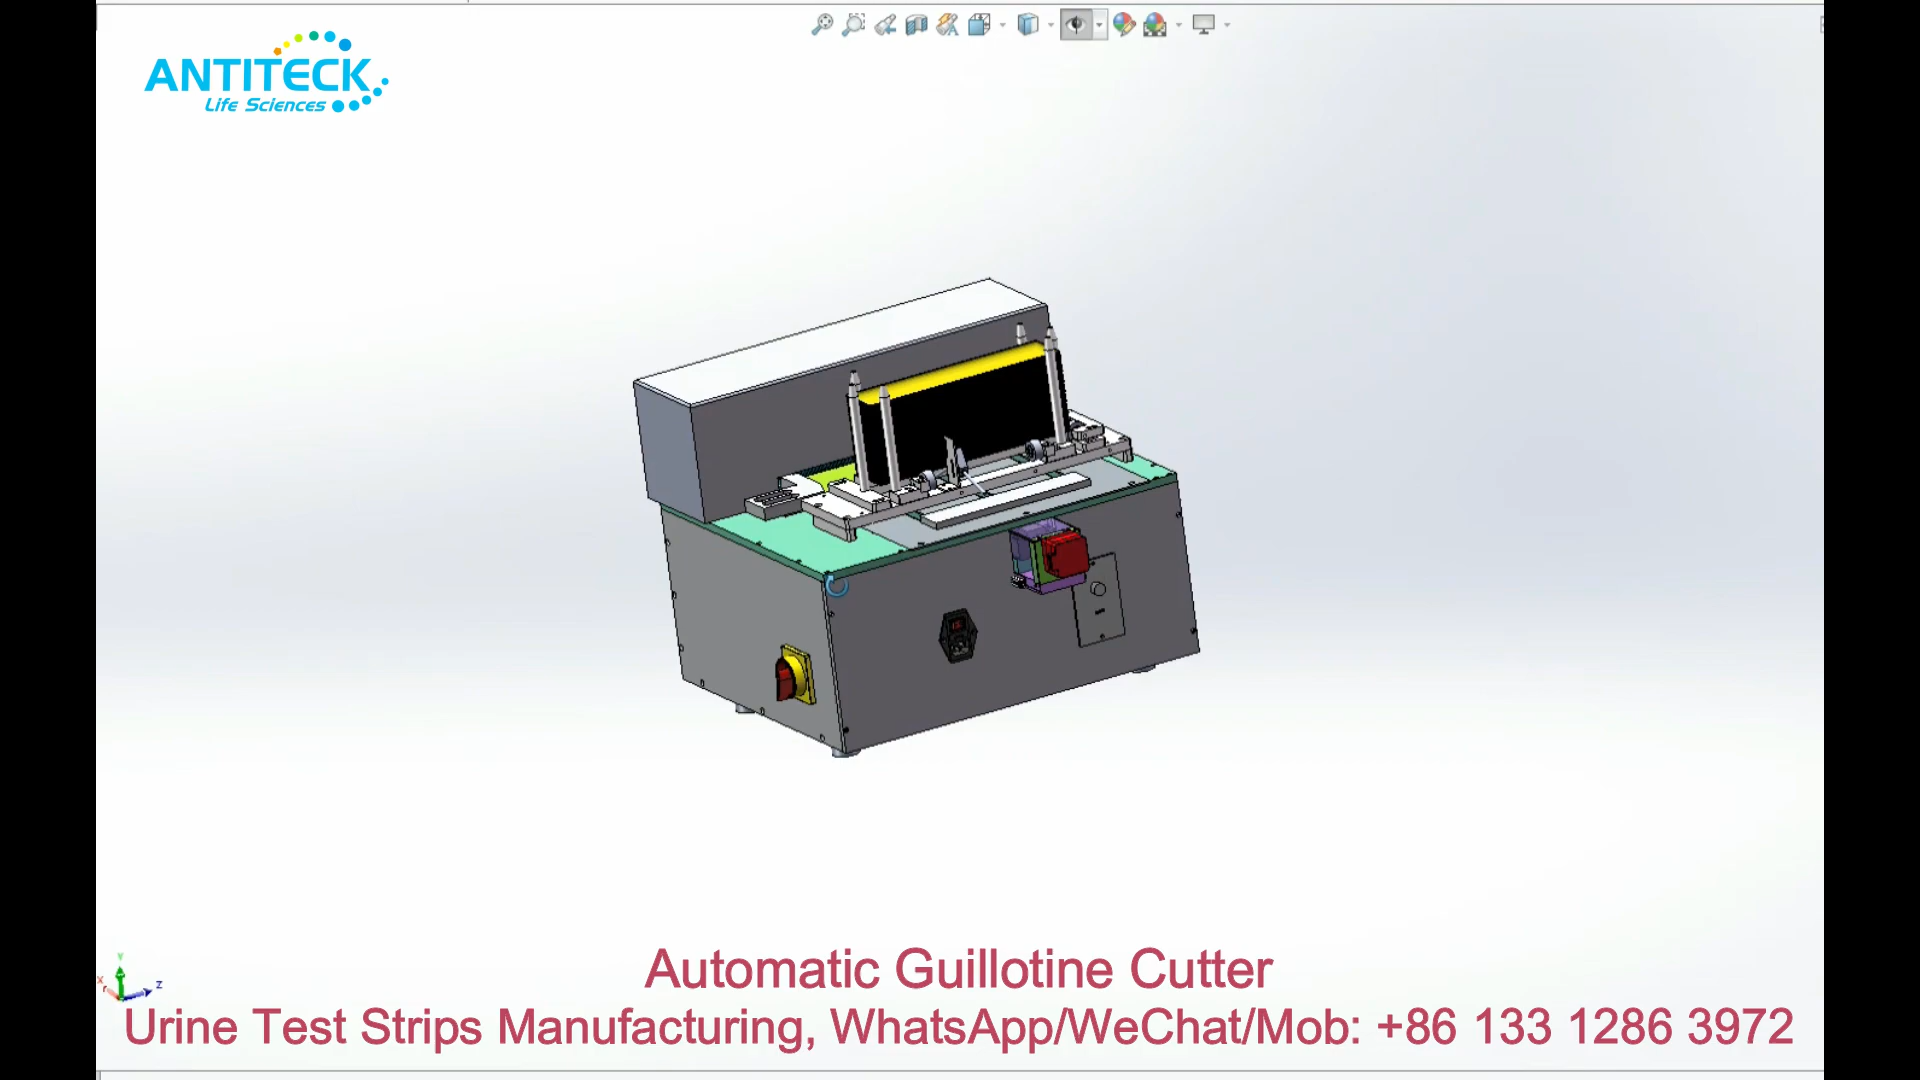 ANTITECK
Life Sciences
Y
X
Z
Automatic Guillotine Cutter
Urine Test Strips Manufacturing, WhatsApp/WeChat/Mob: +86 133 1286 3972